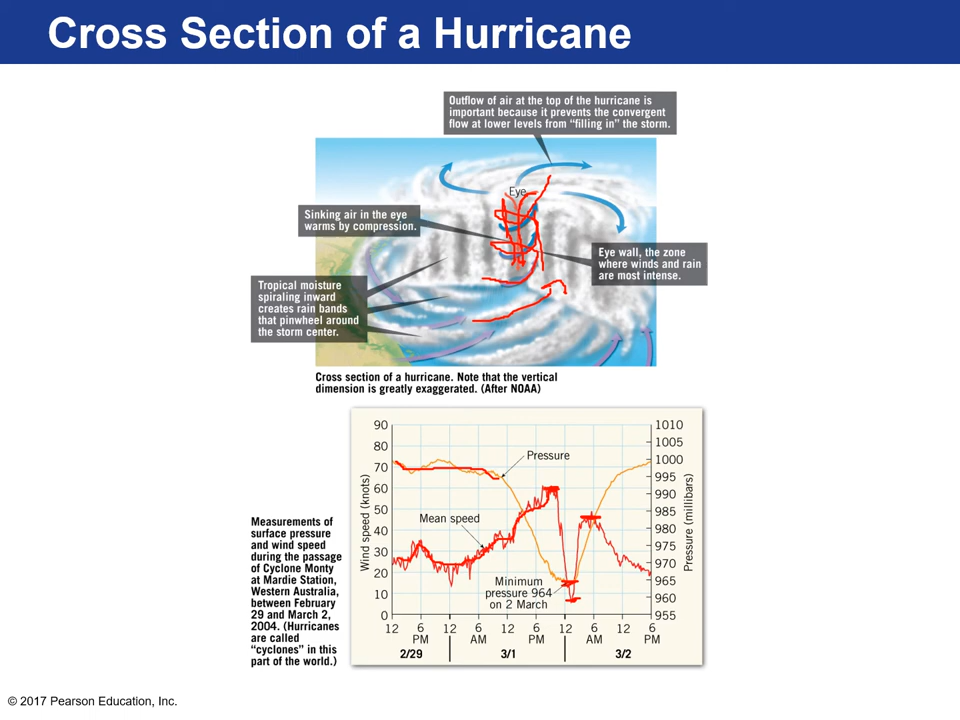 Cross Section of a Hurricane
Outflow of air at the top of the hurricane is
important because it prevents the convergent
flow at lower levels from “filling in” the storm.
Eye
Sinking air in the eye
warms by compression.
Eye wall, the zone
where winds and rain
are most intense.
Tropical moisture
spiraling inward
creates rain bands
that pinwheel around
the storm center.
Cross section of a hurricane. Note that the vertical
dimension is greatly exaggerated. (After NOAA)
Measurements of
surface pressure
and wind speed
during the passage
of Cyclone Monty
at Mardie Station,
Western Australia,
between February
29 and March 2,
2004. (Hurricanes
are called
“cyclones” in this
part of the world.)
Wind speed (knots)
90
80
70
60
50
40
30
20
10
0
Pressure
Mean speed
Minimum
pressure 964
on 2 March
1010
1005
1000
995
990
985
980
975
970
965
960
955
Pressure (millibars)
12 6 12 6 12 6 12 6 12 6
PM AM PM AM PM
2/29 3/1 3/2
© 2017 Pearson Education, Inc.